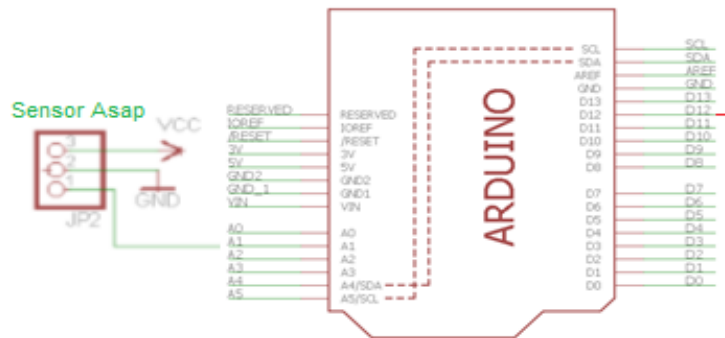 Sensor Asap
VCC
3
2
1
GND
JP2
RESERVED
IOREF
/RESET
3V
5V
GND2
GND_1
VIN
A0
A1
A2
A3
A4
A5
RESERVED
IOREF
/RESET
3V
5V
GND2
GND1
VIN
A0
A1
A2
A3
A4/SDA
A5/SCL
ARDUINO
SCL
SDA
AREF
GND
D13
D12
D11
D10
D9
D8
D7
D6
D5
D4
D3
D2
D1
D0
SCL
SDA
AREF
GND
D13
D12
D11
D10
D9
D8
D7
D6
D5
D4
D3
D2
D1
D0